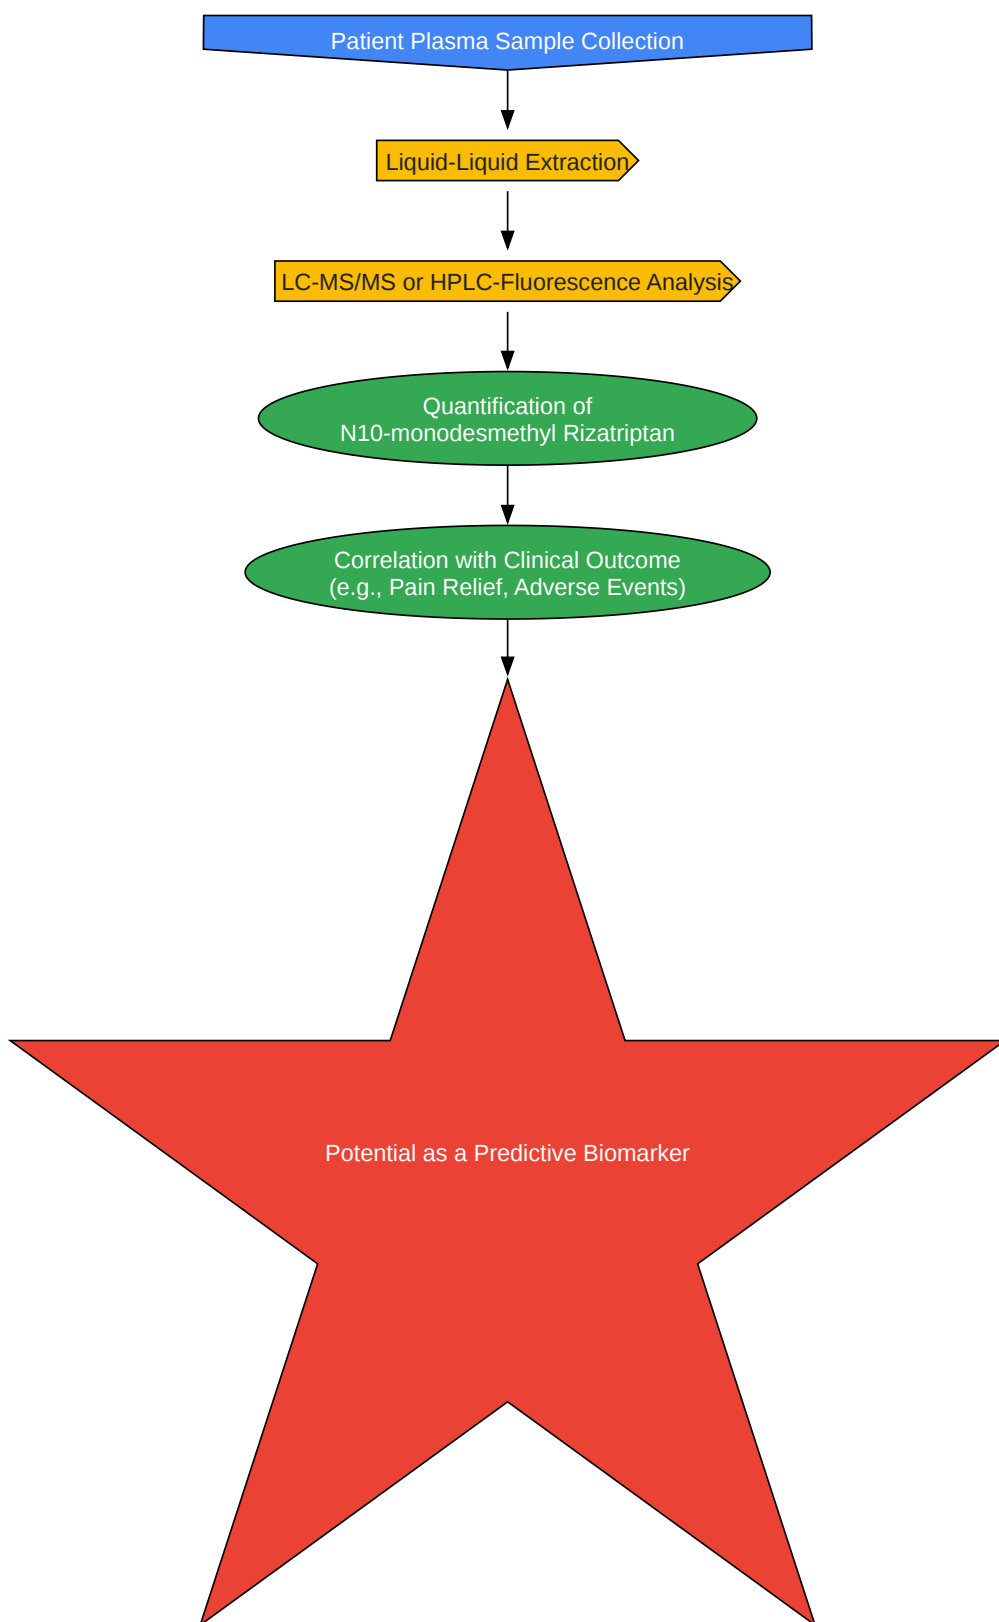 Patient Plasma Sample Collection
Liquid-Liquid Extraction
LC-MS/MS or HPLC-Fluorescence Analysis
Quantification of
N10-monodesmethyl Rizatriptan
Correlation with Clinical Outcome
(e.g., Pain Relief, Adverse Events)
Potential as a Predictive Biomarker